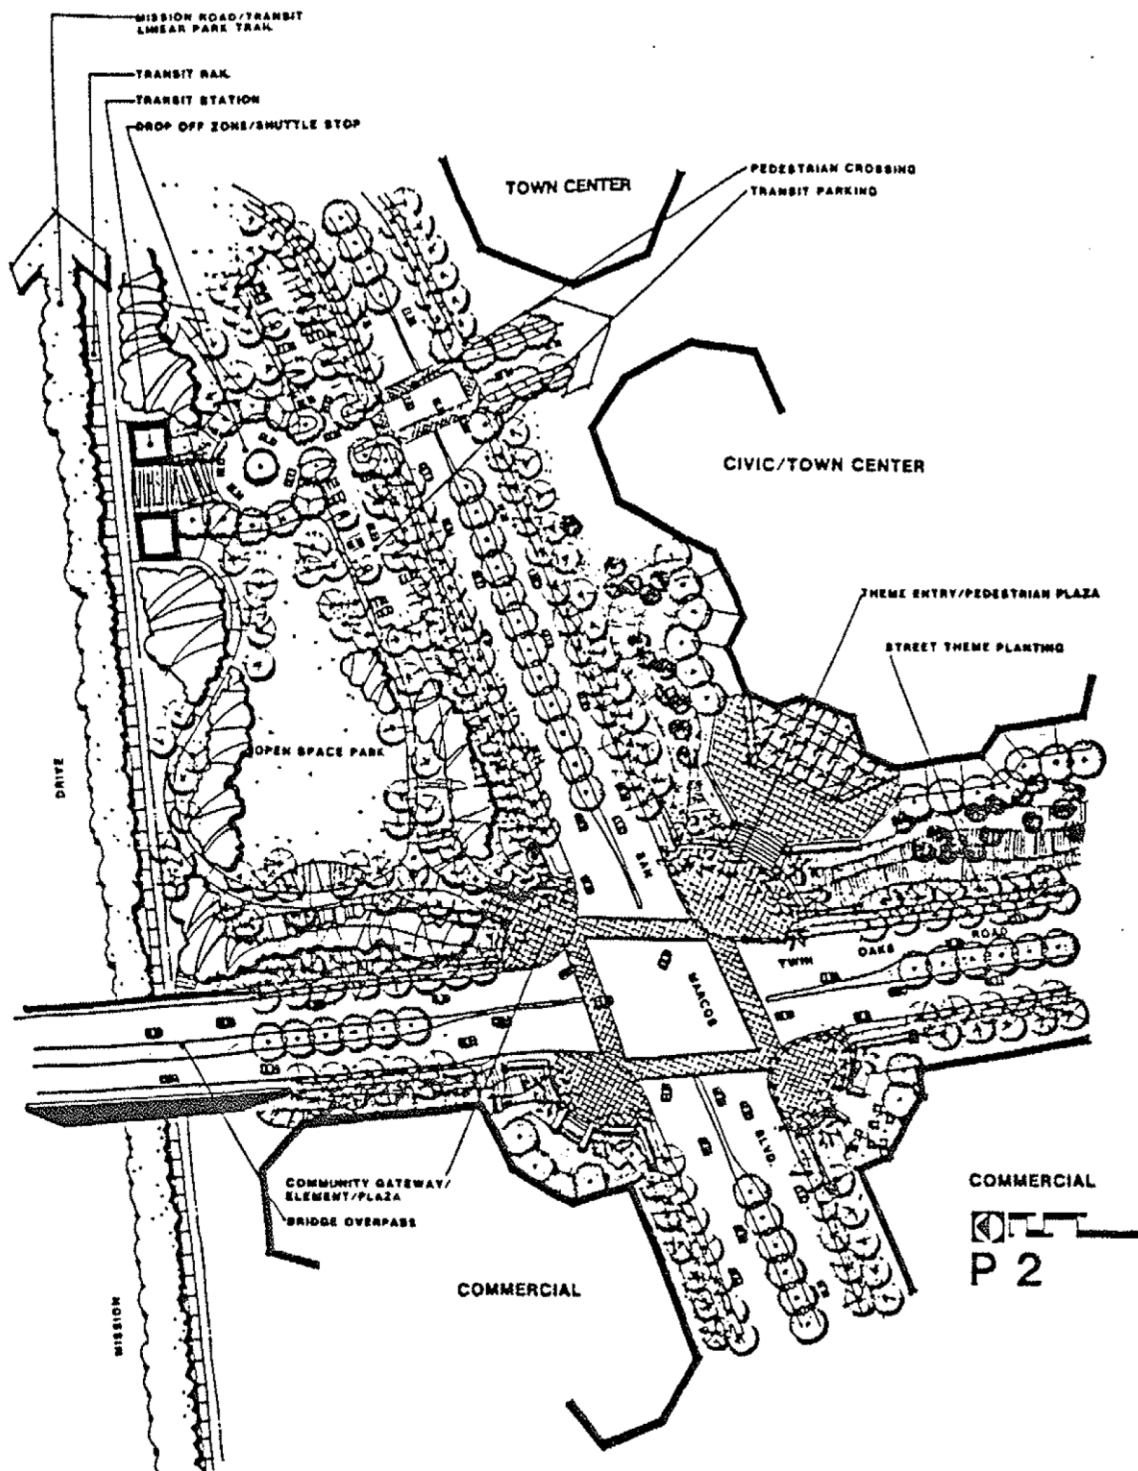 MISSION ROAD/TRANSIT
LINEAR PARK TRAIL
TRANSIT RAIL
TRANSIT STATION
DROP OFF ZONE/SHUTTLE STOP
TOWN CENTER
PEDESTRIAN CROSSING
TRANSIT PARKING
CIVIC/TOWN CENTER
THEME ENTRY/PEDESTRIAN PLAZA
STREET THEME PLANTING
OPEN SPACE PARK
DRIVE
SAN
MARCOS
BLVD.
TWIN OAKS ROAD
COMMUNITY GATEWAY/
ELEMENT/PLAZA
BRIDGE OVERPASS
MISSION
COMMERCIAL
COMMERCIAL
P 2